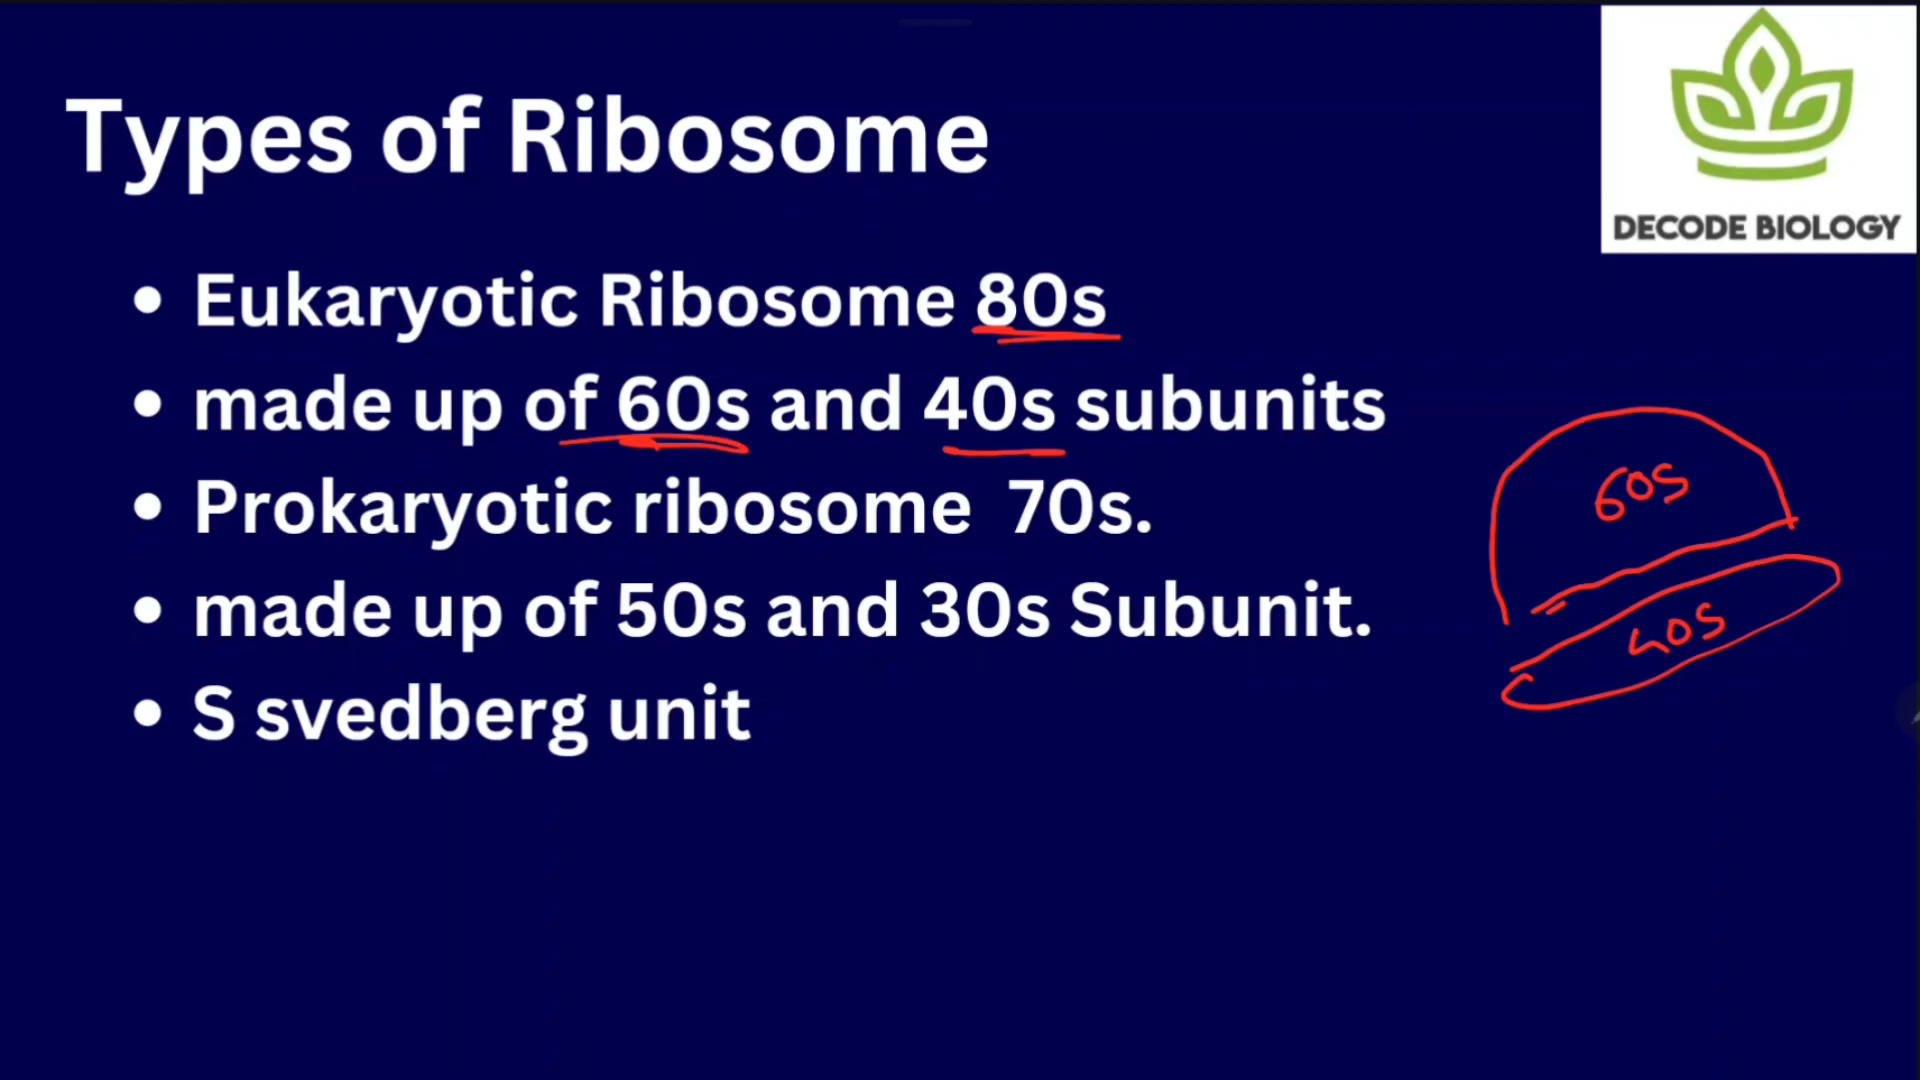 Types of Ribosome
DECODE BIOLOGY
• Eukaryotic Ribosome 80s
• made up of 60s and 40s subunits
• Prokaryotic ribosome 70s.
• made up of 50s and 30s Subunit.
• S svedberg unit
60S
40S